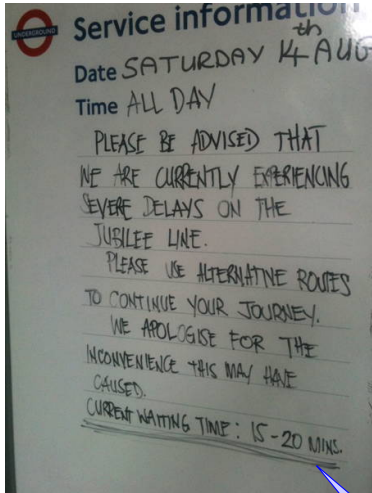 UNDERGROUND
Service information
Date SATURDAY 14th AUG
Time ALL DAY
PLEASE BE ADVISED THAT
WE ARE CURRENTLY EXPERIENCING
SEVERE DELAYS ON THE
JUBILEE LINE.
PLEASE USE ALTERNATIVE ROUTES
TO CONTINUE YOUR JOURNEY.
WE APOLOGISE FOR THE
INCONVENIENCE THIS MAY HAVE
CAUSED.
CURRENT WAITING TIME: 15-20 MINS.